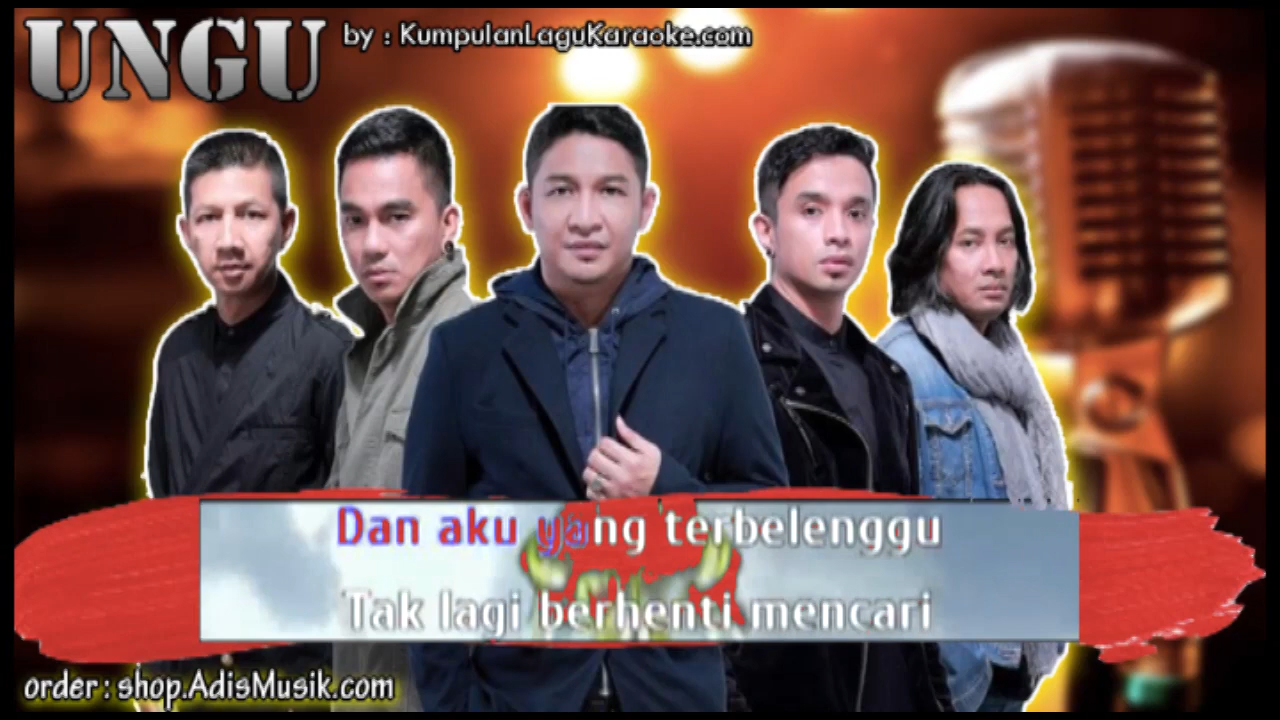 UNGU
by : KumpulanLaguKaraoke.com
Dan aku yang terbelenggu
Tak lagi berhenti mencari
order : shop.AdisMusik.com